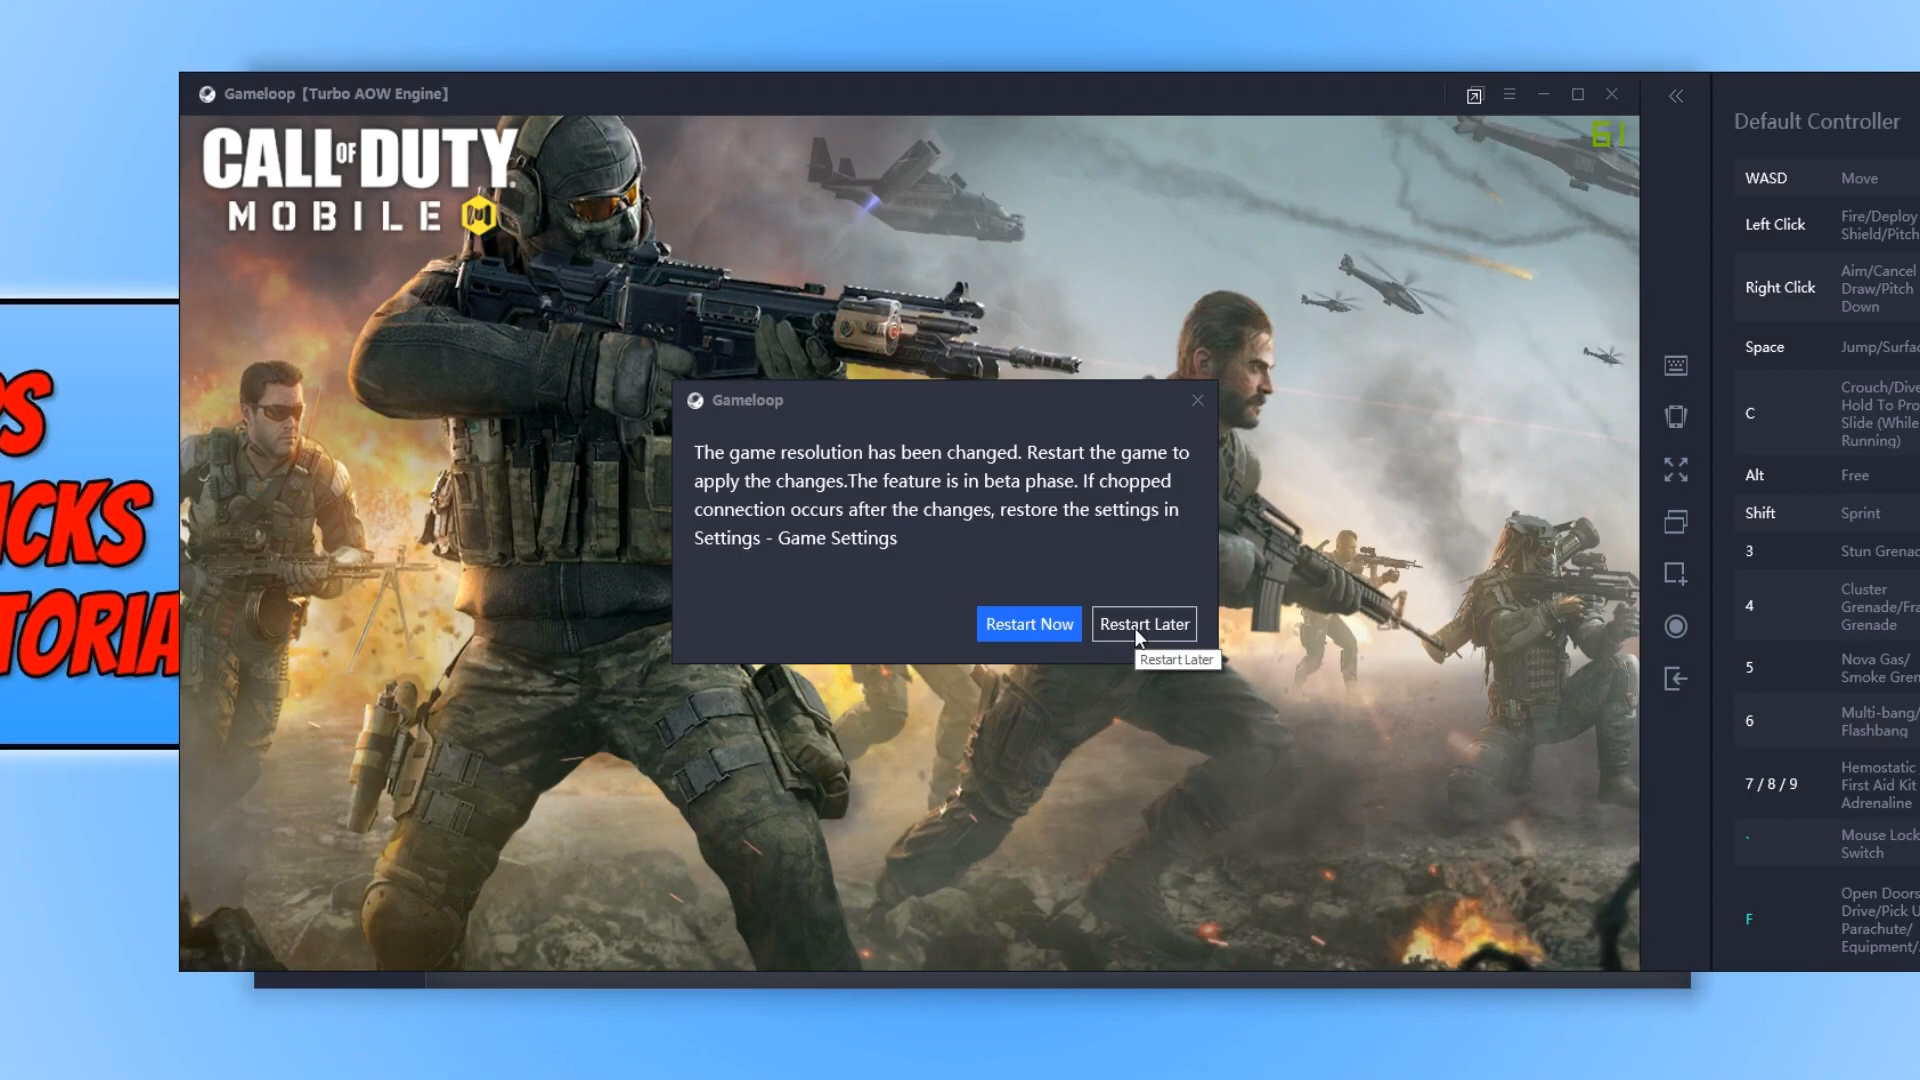 Gameloop [Turbo AOW Engine]
CALL OF DUTY
MOBILE
61
Default Controller
WASD Move
Left Click Fire/Deploy
Shield/Pitch
Right Click Aim/Cancel
Draw/Pitch
Down
Space Jump/Surfac
C Crouch/Dive
Hold To Pro
Slide (While
Running)
Alt Free
Shift Sprint
3 Stun Grenad
4 Cluster
Grenade/Fra
Grenade
5 Nova Gas/
Smoke Gren
6 Multi-bang/
Flashbang
7 / 8 / 9 Hemostatic
First Aid Kit
Adrenaline
` Mouse Lock
Switch
F Open Doors
Drive/Pick U
Parachute/
Equipment/
Gameloop
The game resolution has been changed. Restart the game to
apply the changes.The feature is in beta phase. If chopped
connection occurs after the changes, restore the settings in
Settings - Game Settings
Restart Now Restart Later
Restart Later
PS
ICKS
TORIA